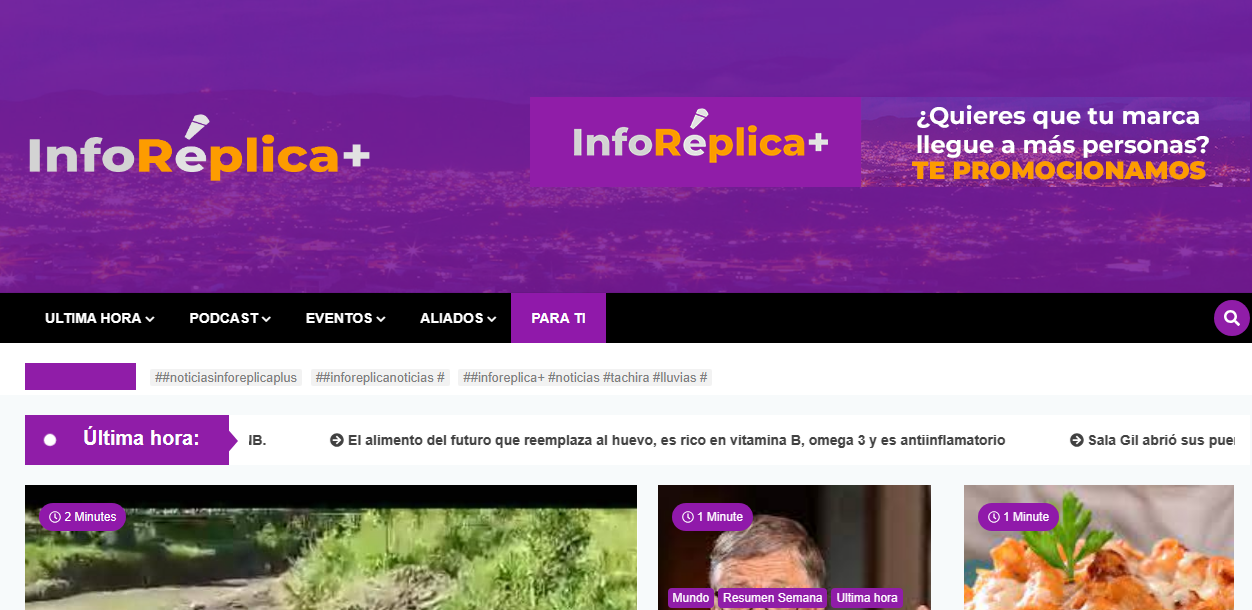 InfoRéplica+
InfoRéplica+
¿Quieres que tu marca
llegue a más personas?
TE PROMOCIONAMOS
ULTIMA HORA
PODCAST
EVENTOS
ALIADOS
PARA TI
##noticiasinforeplicaplus
##inforeplicanoticias #
##inforeplica+ #noticias #tachira #lluvias #
Última hora:
El alimento del futuro que reemplaza al huevo, es rico en vitamina B, omega 3 y es antiinflamatorio
Sala Gil abrió sus
2 Minutes
1 Minute
1 Minute
Mundo
Resumen Semana
Ultima hora